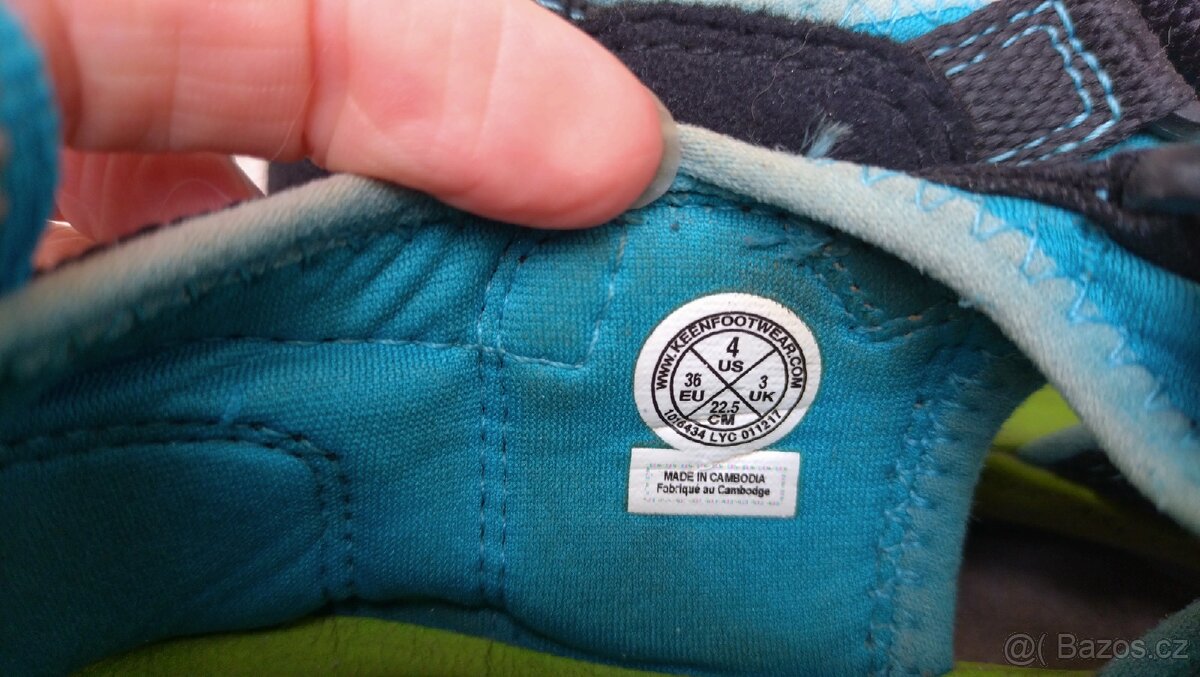 WWW.KEENFOOTWEAR.COM
4
US
36
EU
3
UK
22.5
CM
1016434 LYC 011217
MADE IN CAMBODIA
Fabriqué au Cambodge
@( Bazos.cz